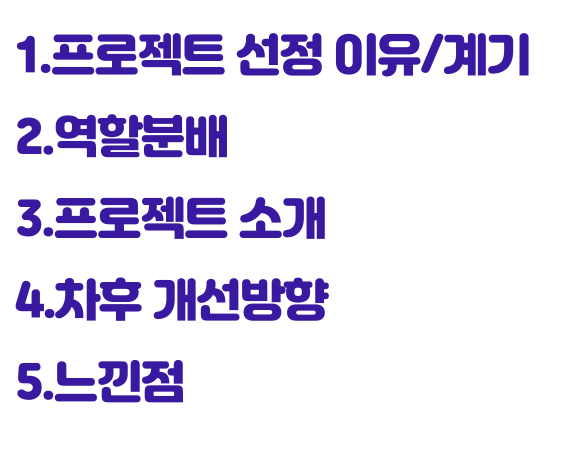 1.프로젝트 선정 이유/계기
2.역할분배
3.프로젝트 소개
4.차후 개선방향
5.느낀점